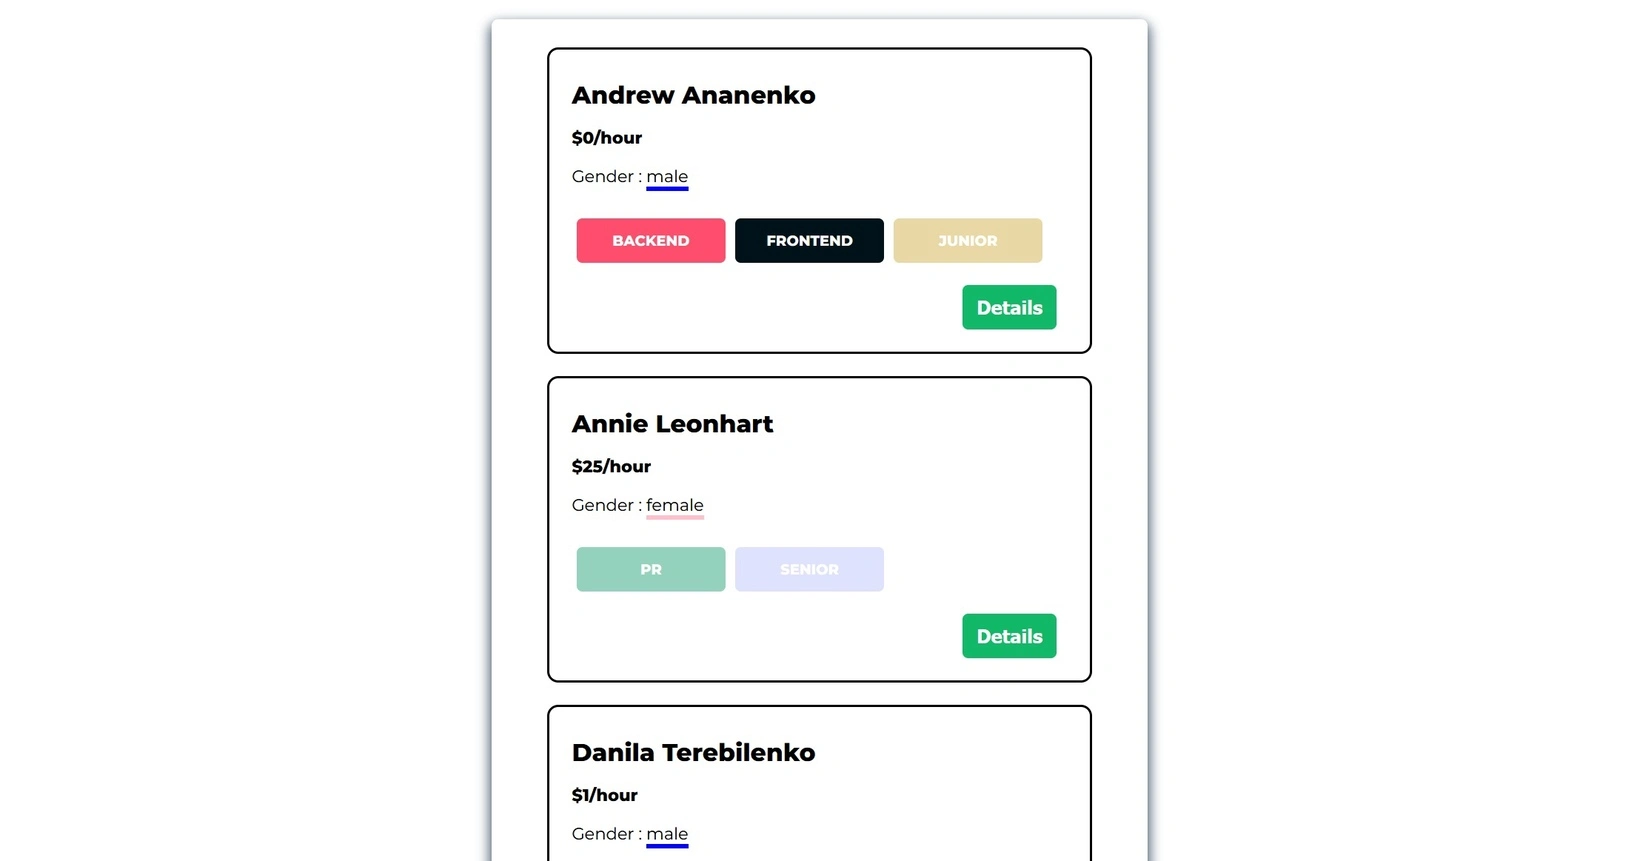 Andrew Ananenko
$0/hour
Gender : male
BACKEND FRONTEND JUNIOR
Details
Annie Leonhart
$25/hour
Gender : female
PR SENIOR
Details
Danila Terebilenko
$1/hour
Gender : male